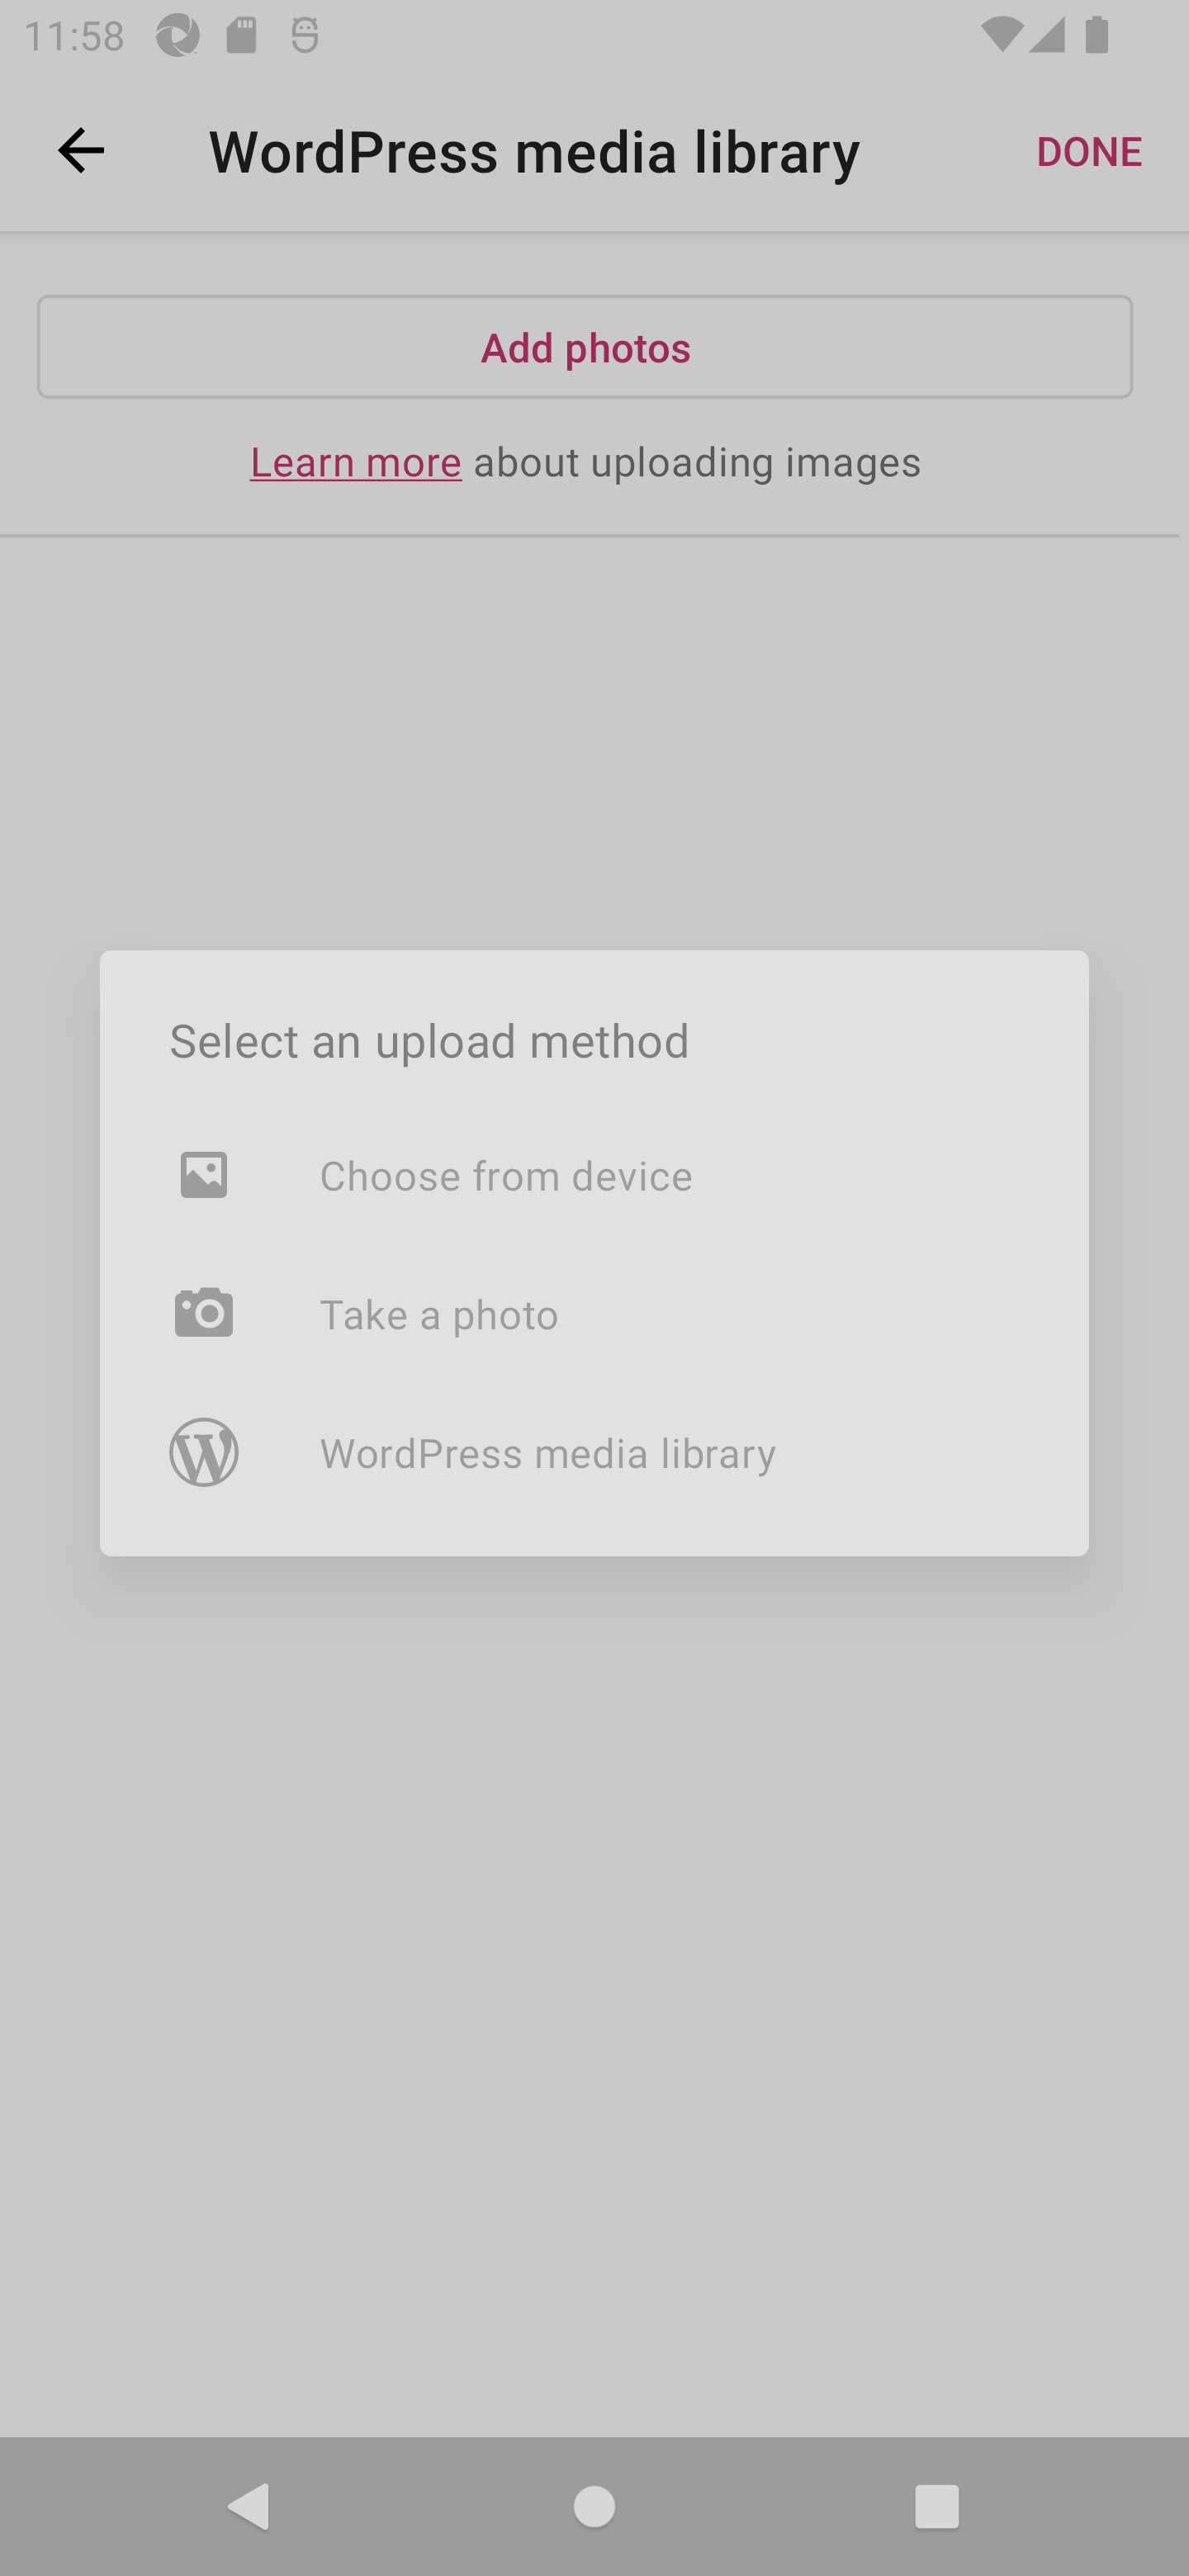 11:58
WordPress media library
DONE
Add photos
Learn more about uploading images
Select an upload method
Choose from device
Take a photo
WordPress media library